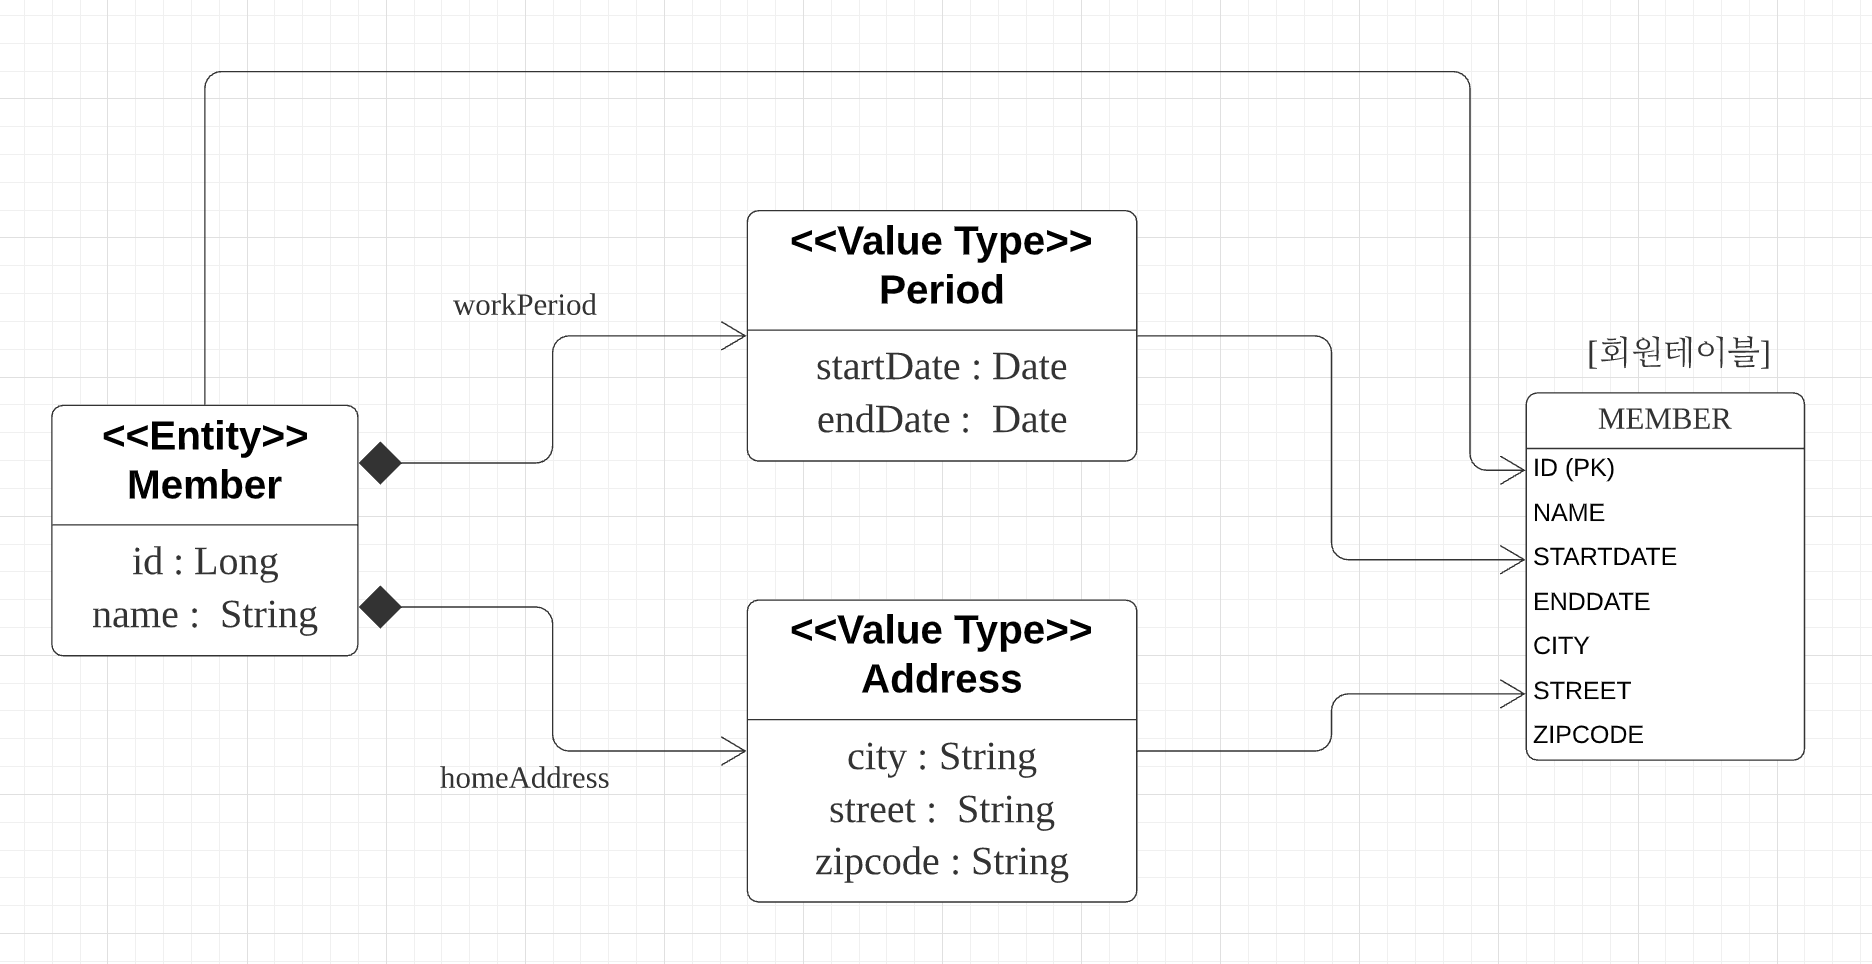 <<Entity>>
Member
id : Long
name :  String
workPeriod
homeAddress
<<Value Type>>
Period
startDate : Date
endDate :  Date
<<Value Type>>
Address
city : String
street :  String
zipcode : String
[회원테이블]
MEMBER
ID (PK)
NAME
STARTDATE
ENDDATE
CITY
STREET
ZIPCODE